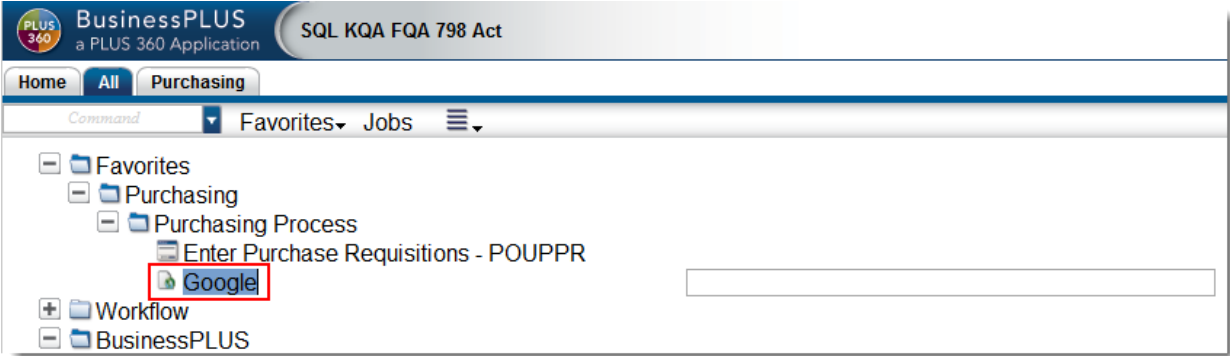 PLUS 360
BusinessPLUS
a PLUS 360 Application
SQL KQA FQA 798 Act
Home All Purchasing
Command Favorites Jobs
Favorites
Purchasing
Purchasing Process
Enter Purchase Requisitions - POUPPR
Google
Workflow
BusinessPLUS